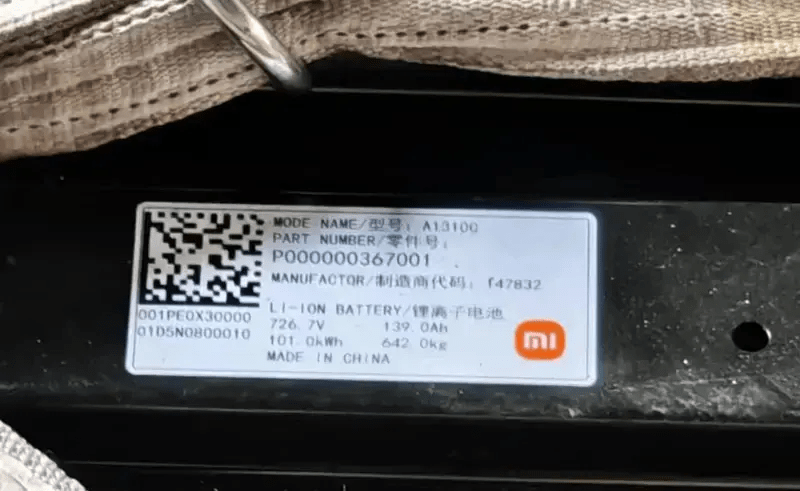 MODE NAME/型号: A1310Q
PART NUMBER/零件号:
P000000367001
MANUFACTOR/制造商代码: f47832
LI-ION BATTERY/锂离子电池
726.7V 139.0Ah
101.0kWh 642.0kg
MADE IN CHINA
001PE0X30000
01D5N0800010
mi